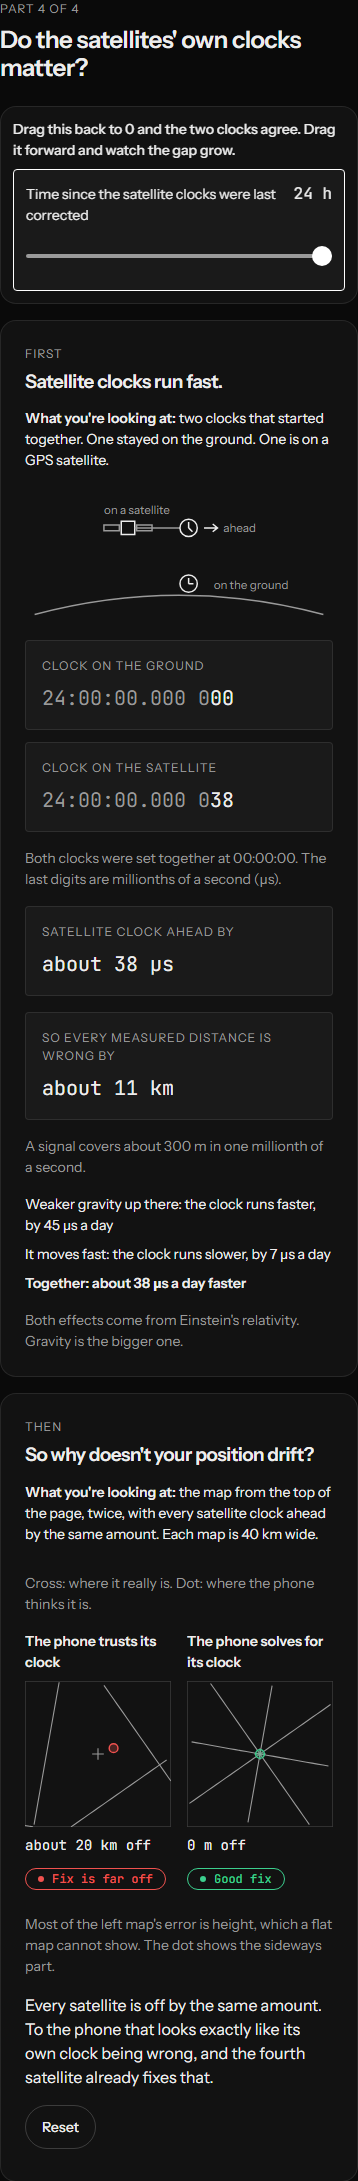 PART 4 OF 4
Do the satellites' own clocks
matter?
Drag this back to 0 and the two clocks agree. Drag
it forward and watch the gap grow.
Time since the satellite clocks were last
corrected
24 h
FIRST
Satellite clocks run fast.
What you're looking at: two clocks that started
together. One stayed on the ground. One is on a
GPS satellite.
on a satellite
ahead
on the ground
CLOCK ON THE GROUND
24:00:00.000 000
CLOCK ON THE SATELLITE
24:00:00.000 038
Both clocks were set together at 00:00:00. The
last digits are millionths of a second (µs).
SATELLITE CLOCK AHEAD BY
about 38 µs
SO EVERY MEASURED DISTANCE IS
WRONG BY
about 11 km
A signal covers about 300 m in one millionth of
a second.
Weaker gravity up there: the clock runs faster,
by 45 µs a day
It moves fast: the clock runs slower, by 7 µs a day
Together: about 38 µs a day faster
Both effects come from Einstein's relativity.
Gravity is the bigger one.
THEN
So why doesn't your position drift?
What you're looking at: the map from the top of
the page, twice, with every satellite clock ahead
by the same amount. Each map is 40 km wide.
Cross: where it really is. Dot: where the phone
thinks it is.
The phone trusts its
clock
about 20 km off
Fix is far off
The phone solves for
its clock
0 m off
Good fix
Most of the left map's error is height, which a flat
map cannot show. The dot shows the sideways
part.
Every satellite is off by the same amount.
To the phone that looks exactly like its
own clock being wrong, and the fourth
satellite already fixes that.
Reset